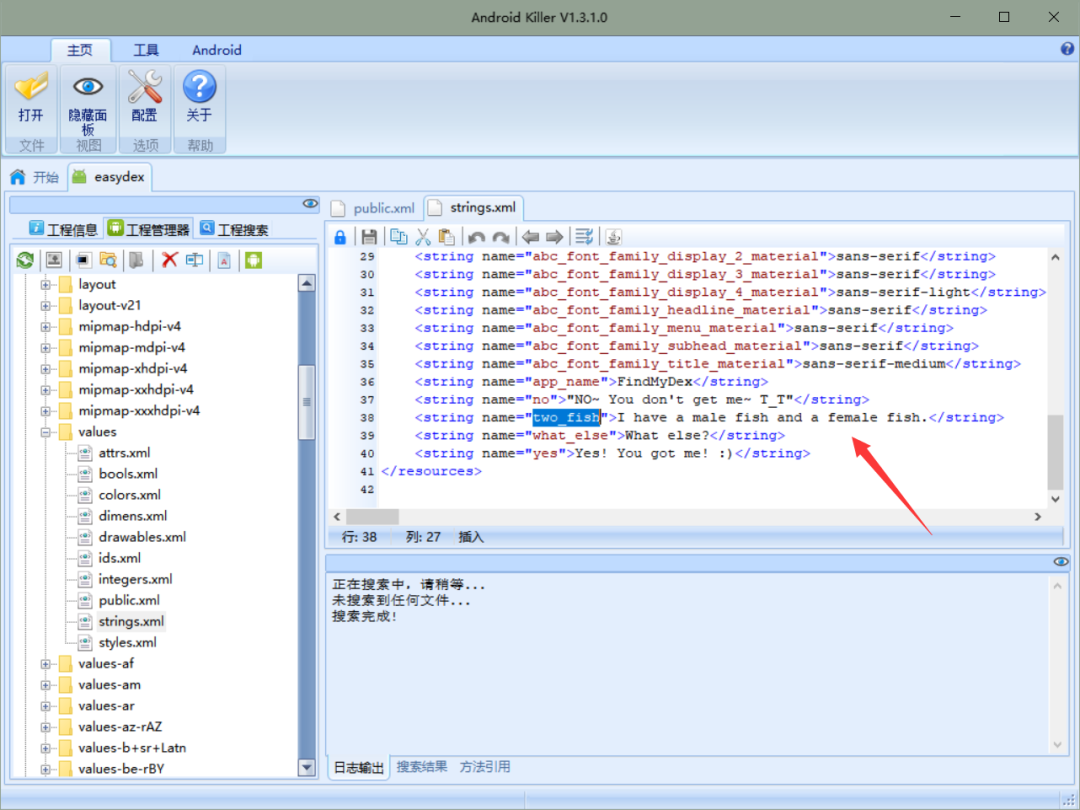 Android Killer V1.3.1.0
主页 工具 Android
打开 隐藏面板 配置 关于
文件 视图 选项 帮助
开始 easydex
工程信息 工程管理器 工程搜索
layout
layout-v21
mipmap-hdpi-v4
mipmap-mdpi-v4
mipmap-xhdpi-v4
mipmap-xxhdpi-v4
mipmap-xxxhdpi-v4
values
attrs.xml
bools.xml
colors.xml
dimens.xml
drawables.xml
ids.xml
integers.xml
public.xml
strings.xml
styles.xml
values-af
values-am
values-ar
values-az-rAZ
values-b+sr+Latn
values-be-rBY
public.xml strings.xml
29 <string name="abc_font_family_display_2_material">sans-serif</string>
30 <string name="abc_font_family_display_3_material">sans-serif</string>
31 <string name="abc_font_family_display_4_material">sans-serif-light</string>
32 <string name="abc_font_family_headline_material">sans-serif</string>
33 <string name="abc_font_family_menu_material">sans-serif</string>
34 <string name="abc_font_family_subhead_material">sans-serif</string>
35 <string name="abc_font_family_title_material">sans-serif-medium</string>
36 <string name="app_name">FindMyDex</string>
37 <string name="no">"NO~ You don't get me~ T_T"</string>
38 <string name="two_fish">I have a male fish and a female fish.</string>
39 <string name="what_else">What else?</string>
40 <string name="yes">Yes! You got me! :)</string>
41 </resources>
42
行: 38 列: 27 插入
正在搜索中, 请稍等...
未搜索到任何文件...
搜索完成!
日志输出 搜索结果 方法引用